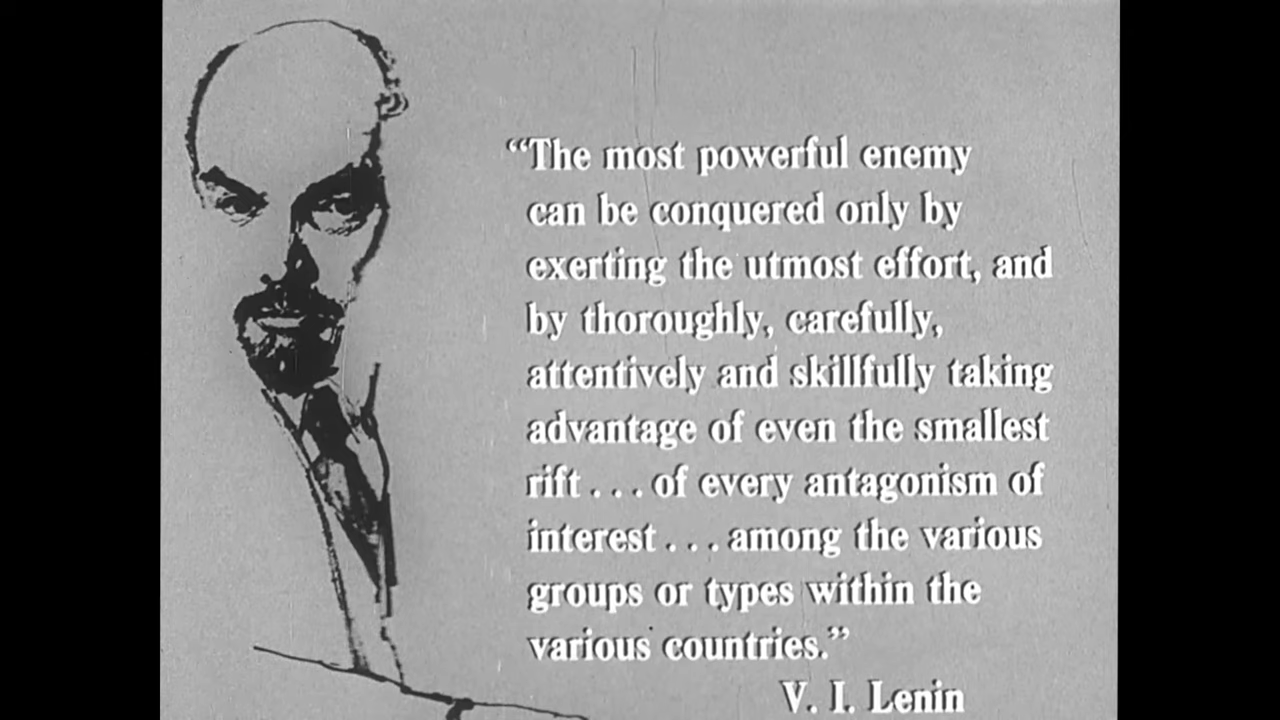 “The most powerful enemy
can be conquered only by
exerting the utmost effort, and
by thoroughly, carefully,
attentively and skillfully taking
advantage of even the smallest
rift . . . of every antagonism of
interest . . . among the various
groups or types within the
various countries.”
V. I. Lenin